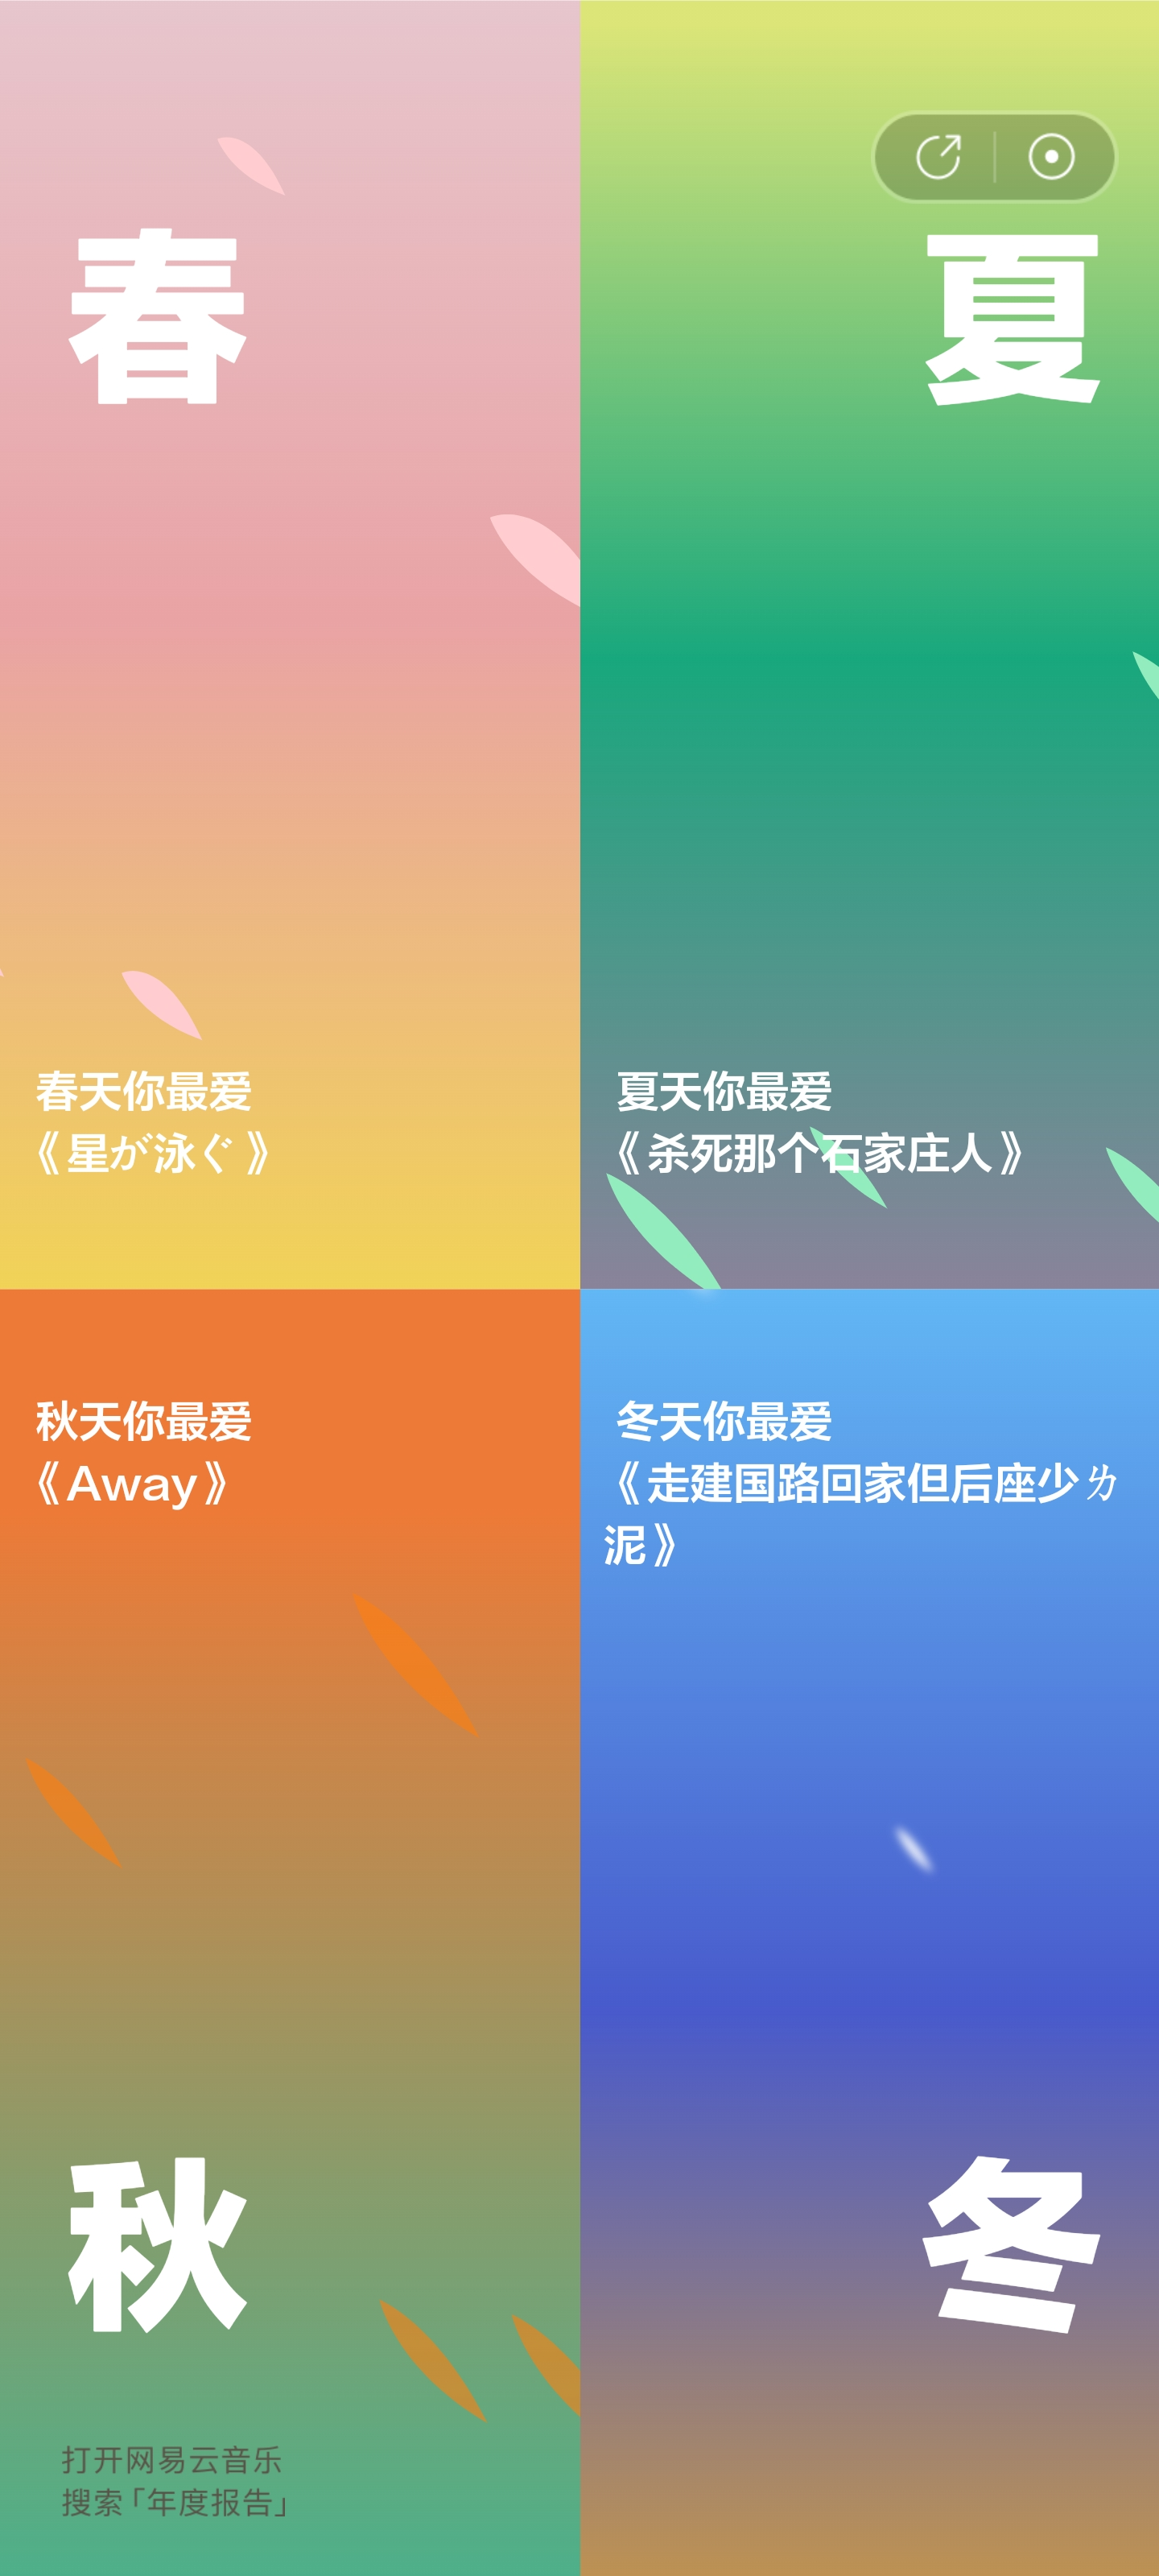 春
春天你最爱
《星が泳ぐ》
夏
夏天你最爱
《杀死那个石家庄人》
秋天你最爱
《Away》
秋
打开网易云音乐
搜索「年度报告」
冬天你最爱
《走建国路回家但后座少ㄌ
泥》
冬